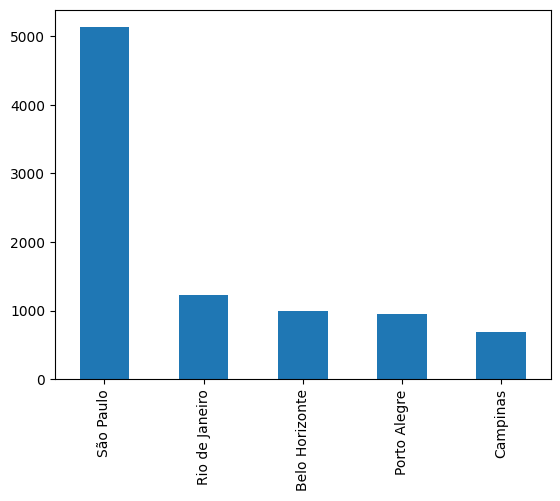 5000
4000
3000
2000
1000
0
São Paulo
Rio de Janeiro
Belo Horizonte
Porto Alegre
Campinas